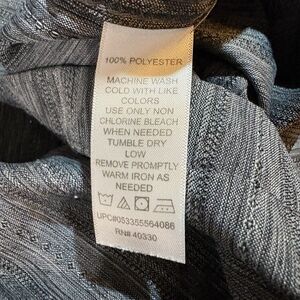 100% POLYESTER
MACHINE WASH
COLD WITH LIKE
COLORS
USE ONLY NON
CHLORINE BLEACH
WHEN NEEDED
TUMBLE DRY
LOW
REMOVE PROMPTLY
WARM IRON AS
NEEDED
UPC#053355564086
RN# 40330